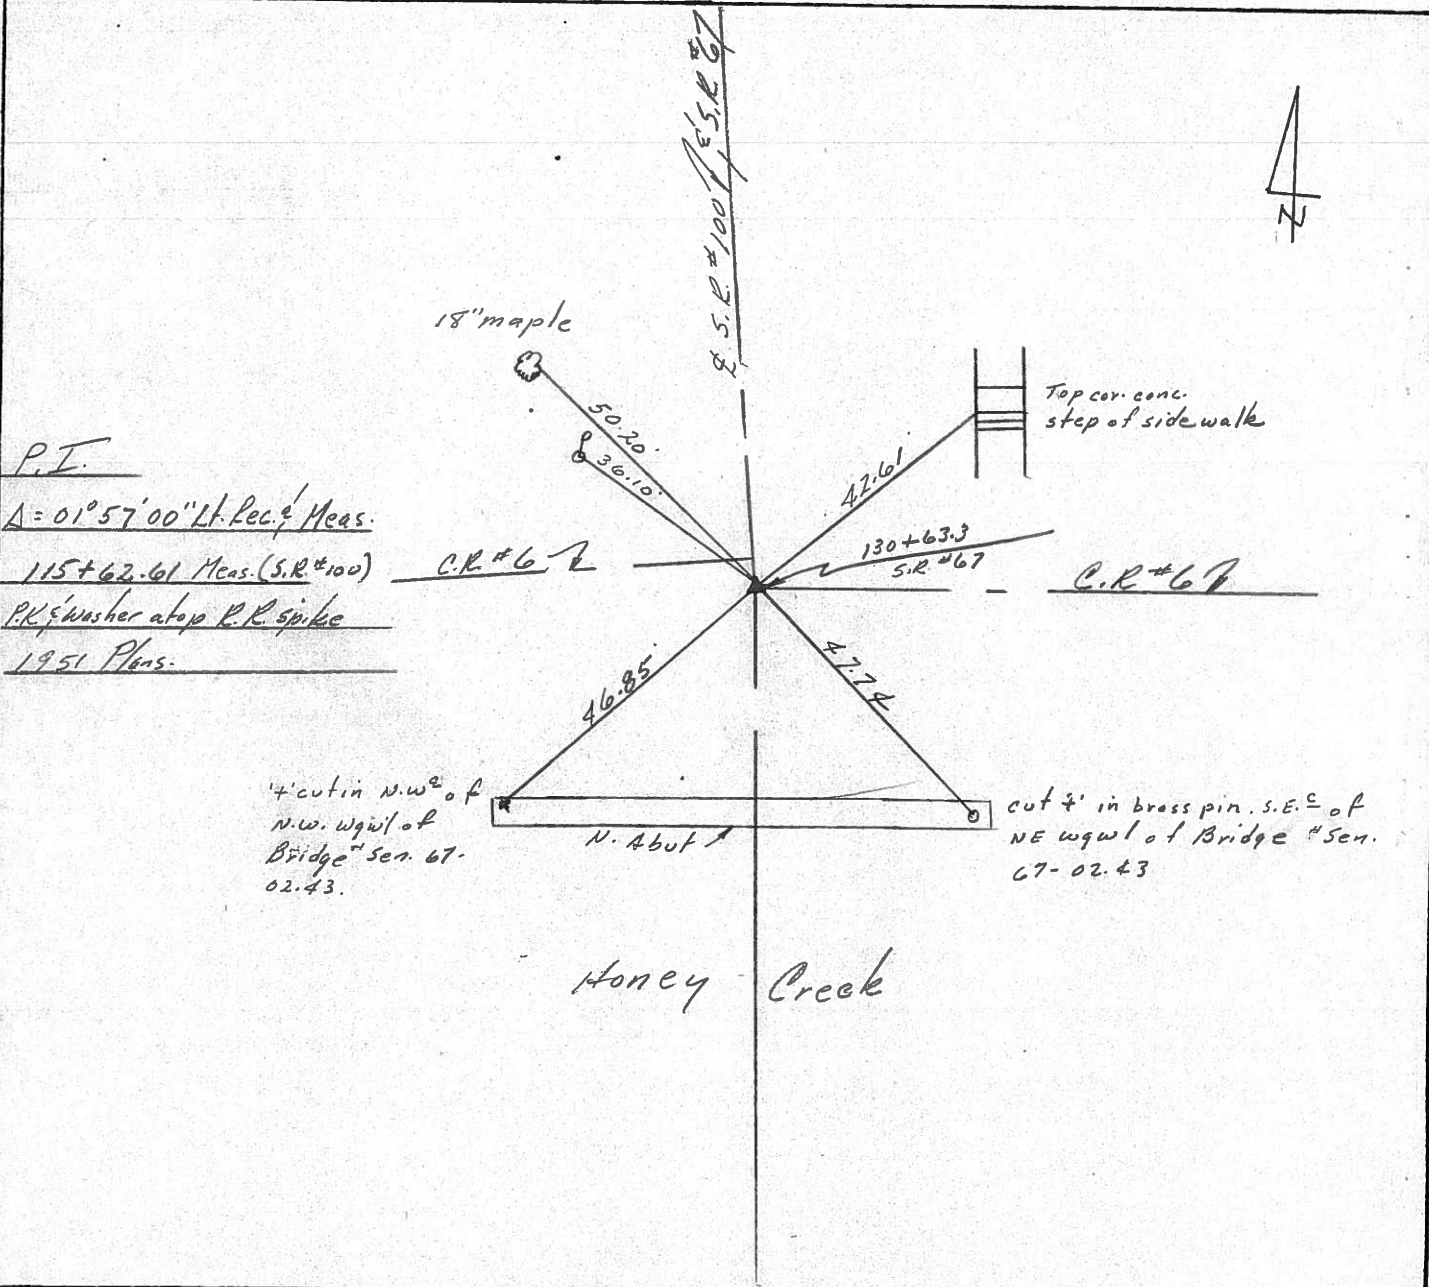 ℄ S.R. #100 & S.R #67
N
18" maple
50.20'
36.10'
42.61
Top cor. conc.
step of sidewalk
P.I.
Δ = 01°57'00" Lt. Rec. & Meas.
115+62.61 Meas. (S.R #100)
P.K & washer atop R.R. spike
1951 Plans.
C.R #6
130+63.3
S.R. #67
C.R #6
46.85'
47.74
'+' cut in N.W c of
N.W. wgwl of
Bridge # Sen. 67-
02.43.
N. Abut
cut '+' in brass pin. S.E. c of
NE wgwl of Bridge # Sen.
67-02.43
Honey Creek